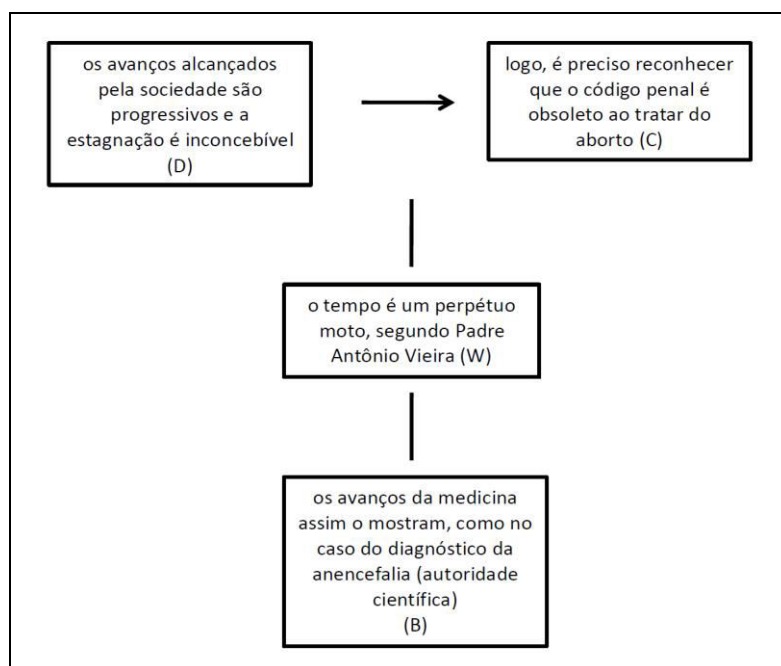 os avanços alcançados
pela sociedade são
progressivos e a
estagnação é inconcebível
(D)
logo, é preciso reconhecer
que o código penal é
obsoleto ao tratar do
aborto (C)
o tempo é um perpétuo
moto, segundo Padre
Antônio Vieira (W)
os avanços da medicina
assim o mostram, como no
caso do diagnóstico da
anencefalia (autoridade
científica)
(B)